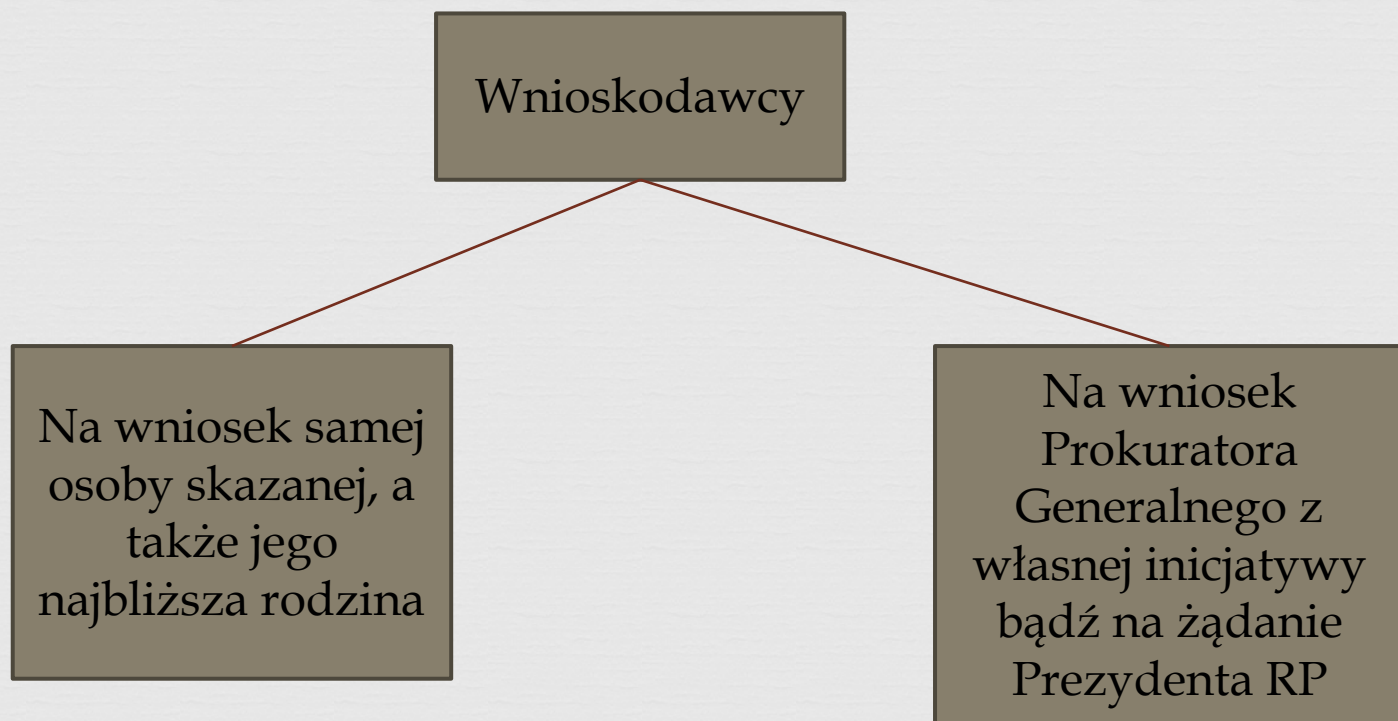 Wnioskodawcy
Na wniosek samej
osoby skazanej, a
także jego
najbliższa rodzina
Na wniosek
Prokuratora
Generalnego z
własnej inicjatywy
bądź na żądanie
Prezydenta RP